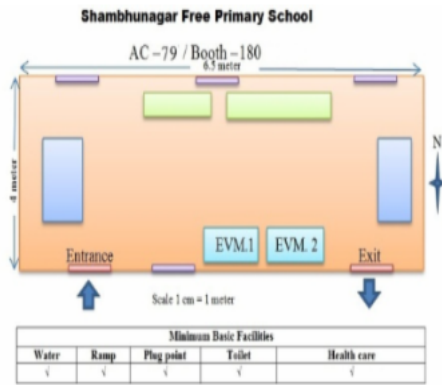 Shambhunagar Free Primary School
AC –79 / Booth –180
6.5 meter
4 meter
N
EVM.1 EVM. 2
Entrance Exit
Scale 1 cm = 1 meter
Minimum Basic Facilities
Water Ramp Plug point Toilet Health care
√ √ √ √ √